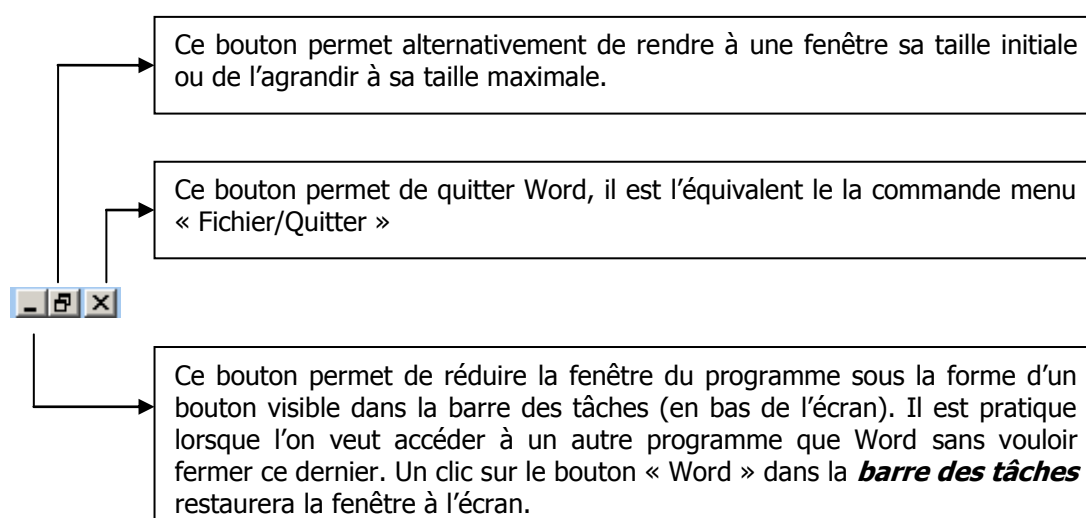 Ce bouton permet alternativement de rendre à une fenêtre sa taille initiale
ou de l’agrandir à sa taille maximale.
Ce bouton permet de quitter Word, il est l’équivalent le la commande menu
« Fichier/Quitter »
Ce bouton permet de réduire la fenêtre du programme sous la forme d’un
bouton visible dans la barre des tâches (en bas de l’écran). Il est pratique
lorsque l’on veut accéder à un autre programme que Word sans vouloir
fermer ce dernier. Un clic sur le bouton « Word » dans la barre des tâches
restaurera la fenêtre à l’écran.